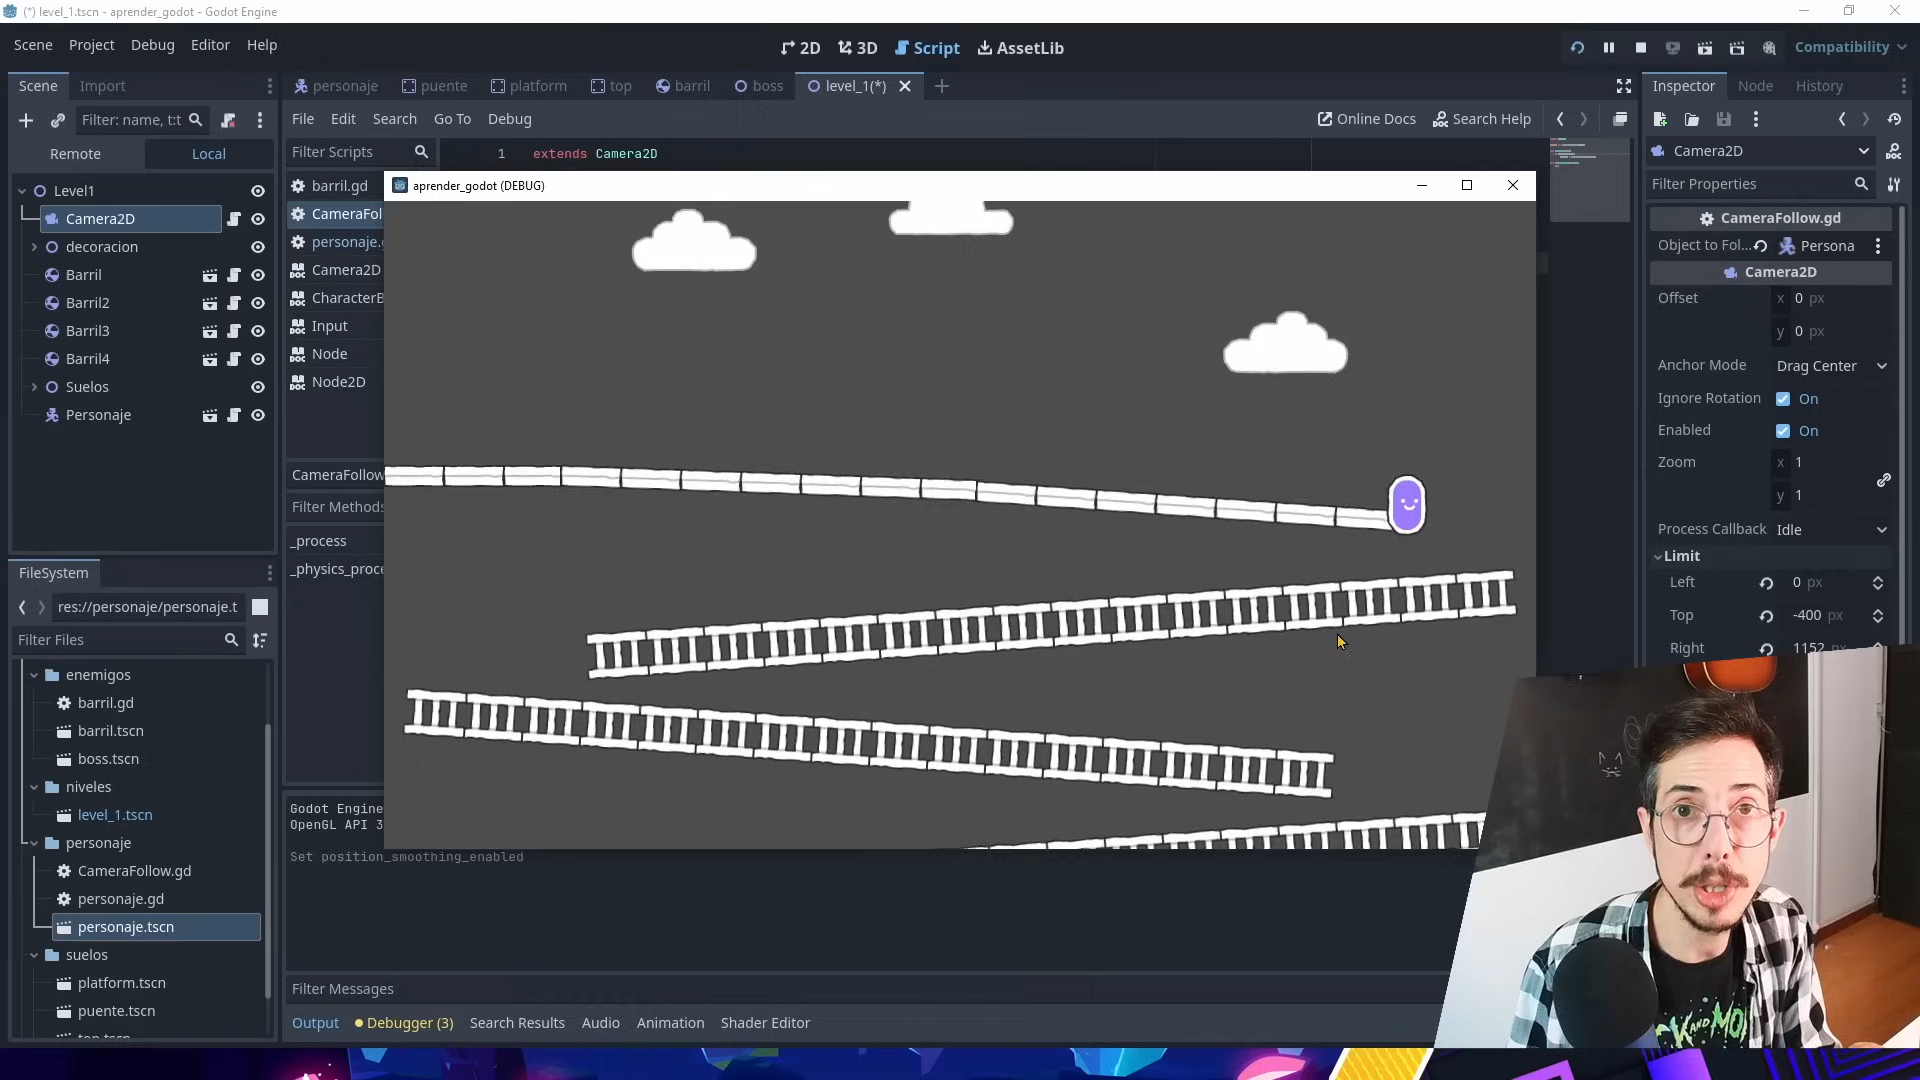 (*) level_1.tscn - aprender_godot - Godot Engine
Scene Project Debug Editor Help
2D 3D Script AssetLib
Compatibility
Scene Import
personaje puente platform top barril boss level_1(*)
Inspector Node History
Filter: name, t:t
File Edit Search Go To Debug
Online Docs Search Help
Remote Local
Filter Scripts
1 extends Camera2D
Camera2D
Filter Properties
Level1
Camera2D
decoracion
Barril
Barril2
Barril3
Barril4
Suelos
Personaje
barril.gd
CameraFol
personaje.
Camera2D
CharacterB
Input
Node
Node2D
CameraFollow
Filter Methods
_process
_physics_proce
aprender_godot (DEBUG)
CameraFollow.gd
Object to Fol... Persona
Camera2D
Offset x 0 px
y 0 px
Anchor Mode Drag Center
Ignore Rotation On
Enabled On
Zoom x 1
y 1
Process Callback Idle
Limit
Left 0 px
Top -400 px
Right 1152
FileSystem
res://personaje/personaje.t
Filter Files
enemigos
barril.gd
barril.tscn
boss.tscn
niveles
level_1.tscn
personaje
CameraFollow.gd
personaje.gd
personaje.tscn
suelos
platform.tscn
puente.tscn
Godot Engine
OpenGL API 3
Set position_smoothing_enabled
Filter Messages
Output Debugger (3) Search Results Audio Animation Shader Editor